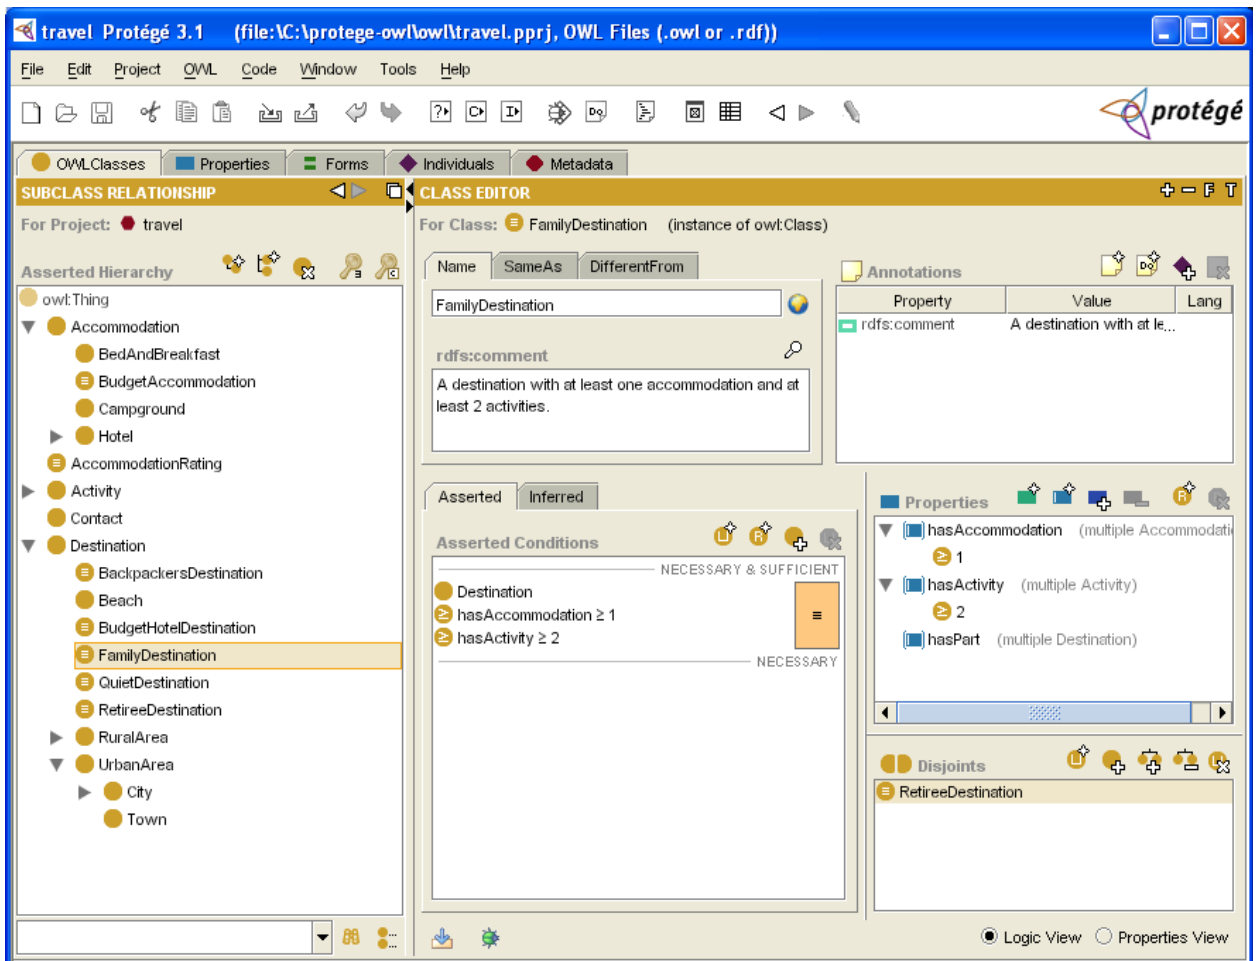 travel Protégé 3.1 (file:\C:\protege-owl\owl\travel.pprj, OWL Files (.owl or .rdf))
File Edit Project OWL Code Window Tools Help
protégé
OWLClasses Properties Forms Individuals Metadata
SUBCLASS RELATIONSHIP
For Project: travel
Asserted Hierarchy
owl:Thing
Accommodation
BedAndBreakfast
BudgetAccommodation
Campground
Hotel
AccommodationRating
Activity
Contact
Destination
BackpackersDestination
Beach
BudgetHotelDestination
FamilyDestination
QuietDestination
RetireeDestination
RuralArea
UrbanArea
City
Town
CLASS EDITOR
F T
For Class: FamilyDestination (instance of owl:Class)
Name SameAs DifferentFrom
FamilyDestination
rdfs:comment
A destination with at least one accommodation and at
least 2 activities.
Annotations
Property Value Lang
rdfs:comment A destination with at le...
Asserted Inferred
Asserted Conditions
NECESSARY & SUFFICIENT
Destination
hasAccommodation ≥ 1
hasActivity ≥ 2
≡
NECESSARY
Properties
hasAccommodation (multiple Accommodati
1
hasActivity (multiple Activity)
2
hasPart (multiple Destination)
Disjoints
RetireeDestination
Logic View Properties View